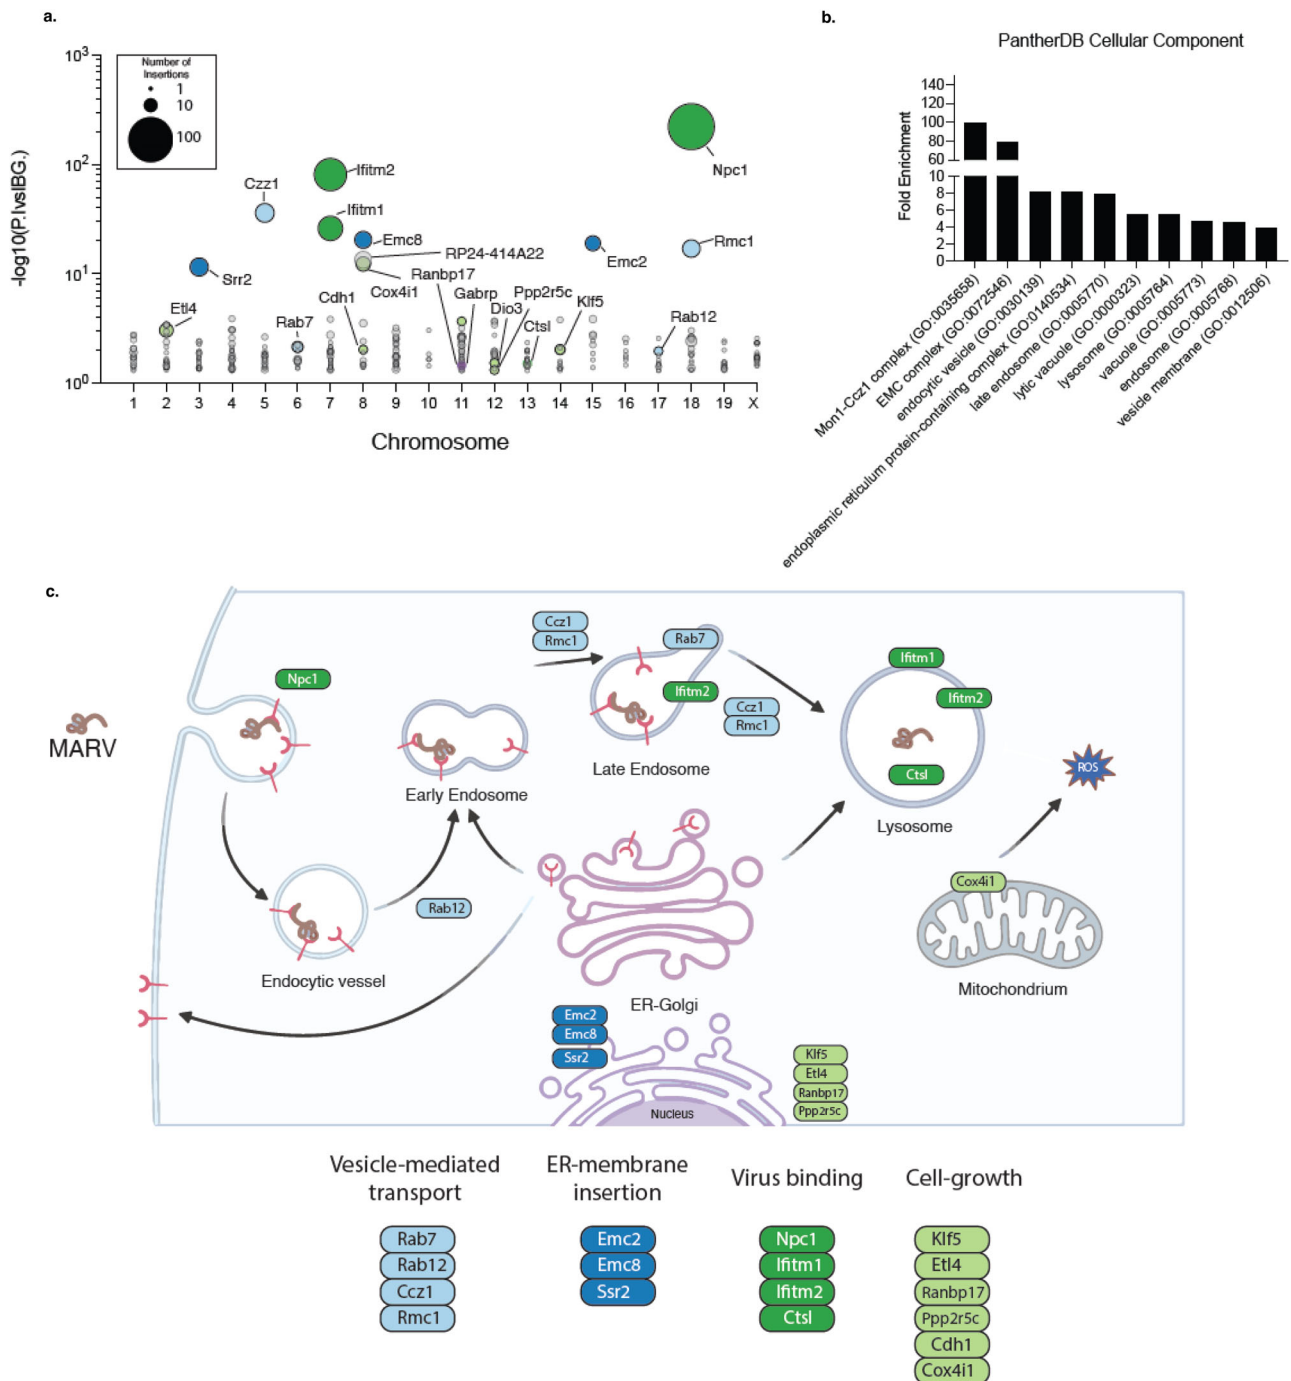 a.
10³
10²
10¹
10⁰
-log10(P.IvsIBG.)
Number of
Insertions
1
10
100
Czz1
Ifitm2
Ifitm1
Npc1
Emc8
RP24-414A22
Emc2
Rmc1
Srr2
Ranbp17
Cox4i1
Cdh1
Gabrp
Ppp2r5c
Dio3
Klf5
Etl4
Rab7
Ctsl
Rab12
1 2 3 4 5 6 7 8 9 10 11 12 13 14 15 16 17 18 19 X
Chromosome
b.
PantherDB Cellular Component
Fold Enrichment
140
120
100
80
60
10
8
6
4
2
0
Mon1-Ccz1 complex (GO:0035658)
EMC complex (GO:0072546)
endocytic vesicle (GO:0030139)
endoplasmic reticulum protein-containing complex (GO:0140534)
late endosome (GO:0005770)
lytic vacuole (GO:0000323)
lysosome (GO:0005764)
vacuole (GO:0005773)
endosome (GO:0005768)
vesicle membrane (GO:0012506)
c.
MARV
Npc1
Ccz1
Rmc1
Rab7
Ifitm2
Ccz1
Rmc1
Ifitm1
Ifitm2
Ctsl
ROS
Early Endosome
Late Endosome
Lysosome
Rab12
Cox4i1
Endocytic vessel
ER-Golgi
Mitochondrium
Emc2
Emc8
Ssr2
Nucleus
Klf5
Etl4
Ranbp17
Ppp2r5c
Vesicle-mediated
transport
Rab7
Rab12
Ccz1
Rmc1
ER-membrane
insertion
Emc2
Emc8
Ssr2
Virus binding
Npc1
Ifitm1
Ifitm2
Ctsl
Cell-growth
Klf5
Etl4
Ranbp17
Ppp2r5c
Cdh1
Cox4i1